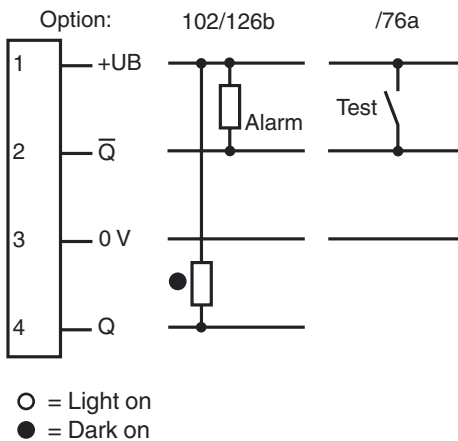 Option: 102/126b /76a
1 +UB
Alarm
Test
2 Q̅
3 0 V
4 Q
= Light on
= Dark on